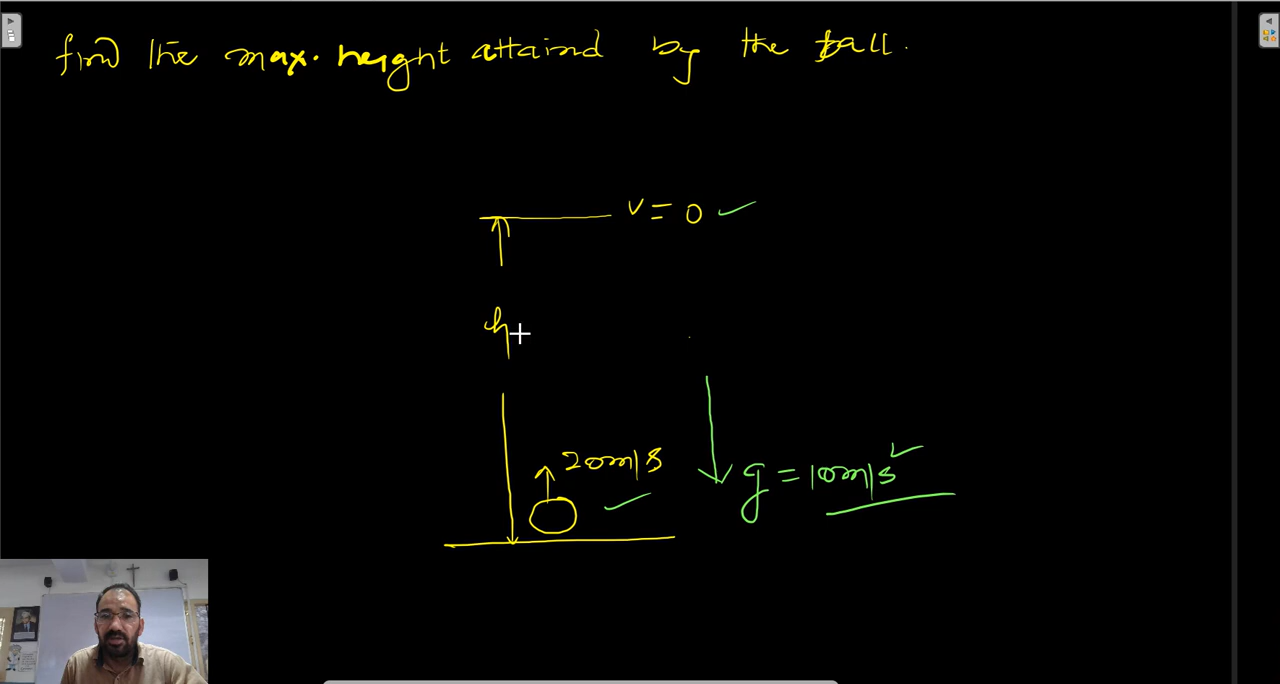 find the max. height attained by the ball.
v = 0
h
20m/s
g = 10m/s